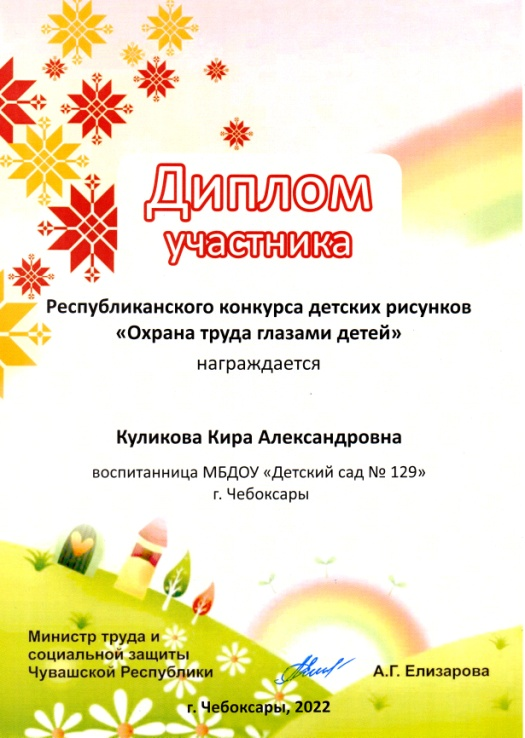 Диплом
участника
Республиканского конкурса детских рисунков
«Охрана труда глазами детей»
награждается
Куликова Кира Александровна
воспитанница МБДОУ «Детский сад № 129»
г. Чебоксары
Министр труда и
социальной защиты
Чувашской Республики
А.Г. Елизарова
г. Чебоксары, 2022